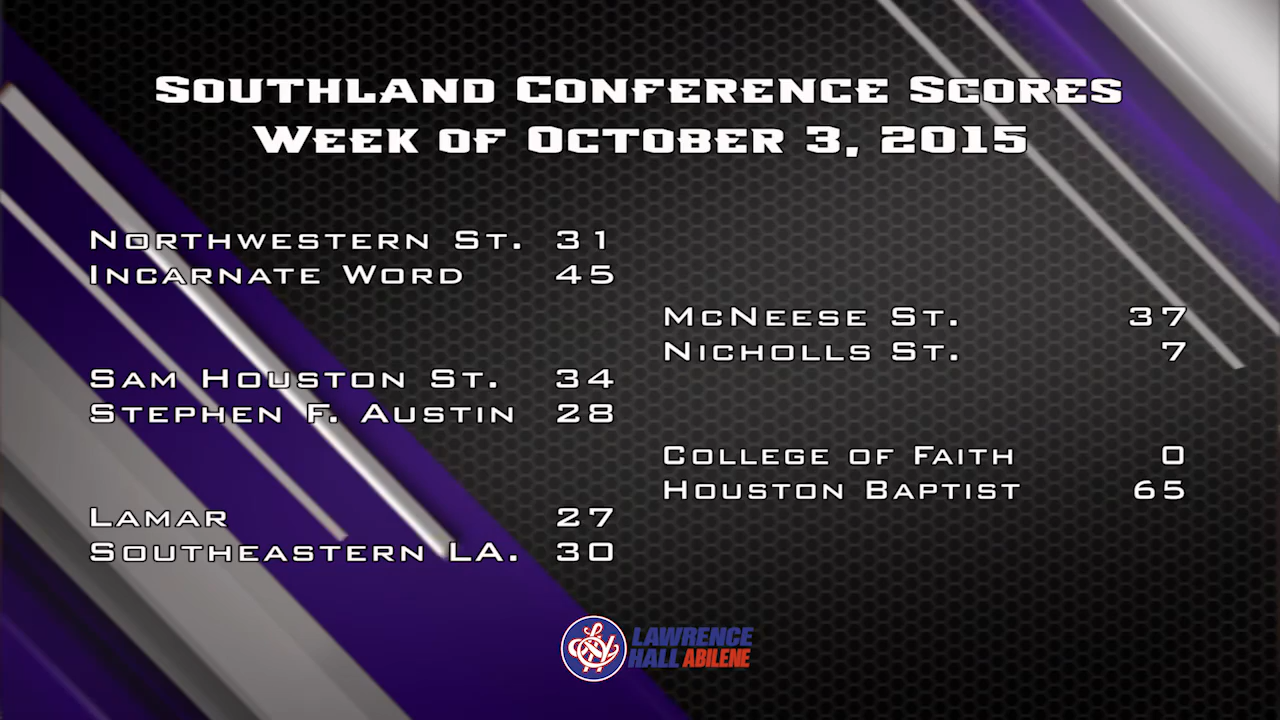 Southland Conference Scores
Week of October 3, 2015
Northwestern St. 31
Incarnate Word 45
McNeese St. 37
Nicholls St. 7
Sam Houston St. 34
Stephen F. Austin 28
College of Faith 0
Houston Baptist 65
Lamar 27
Southeastern LA. 30
LAWRENCE
HALL ABILENE